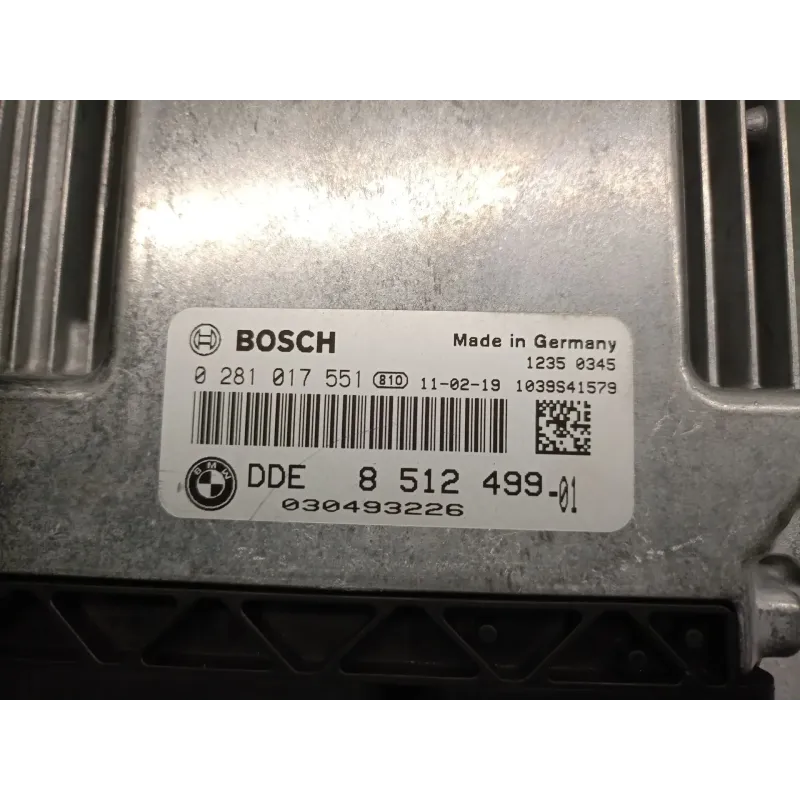 BOSCH
Made in Germany
1235 0345
0 281 017 551 810 11-02-19 1039S41579
BMW DDE 8 512 499-01
030493226